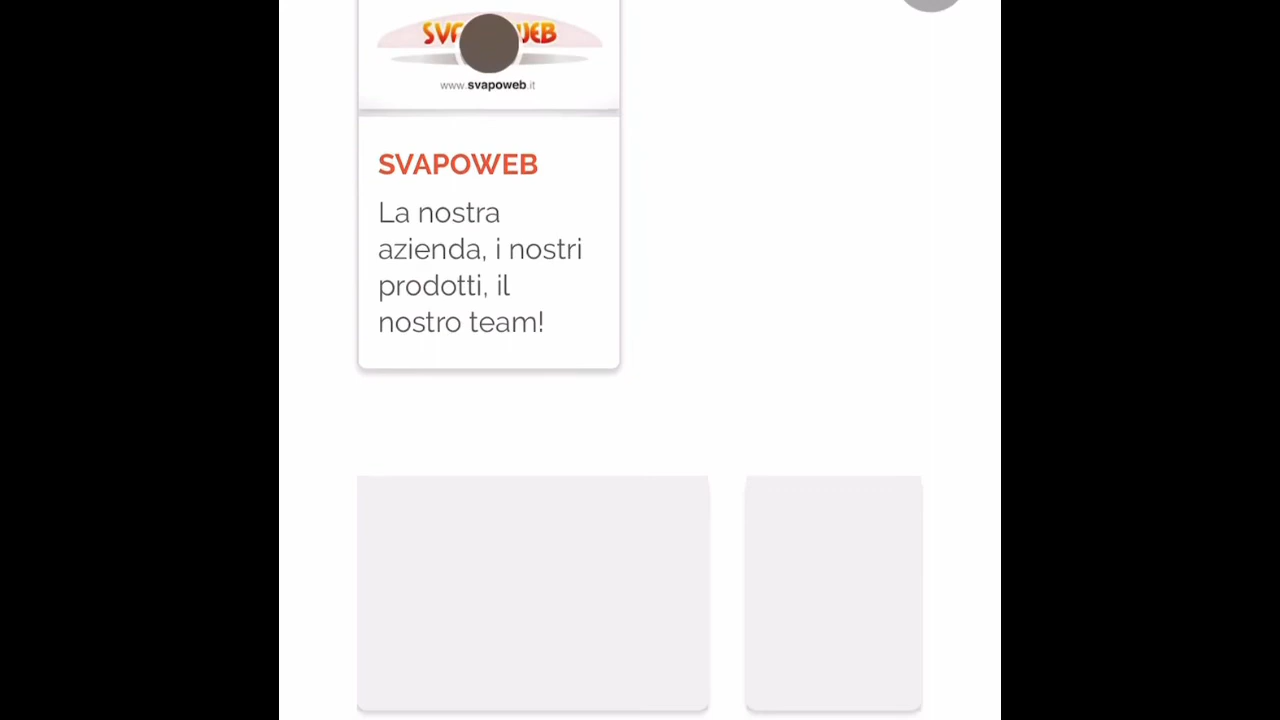 www.svapoweb.it
SVAPOWEB
La nostra
azienda, i nostri
prodotti, il
nostro team!